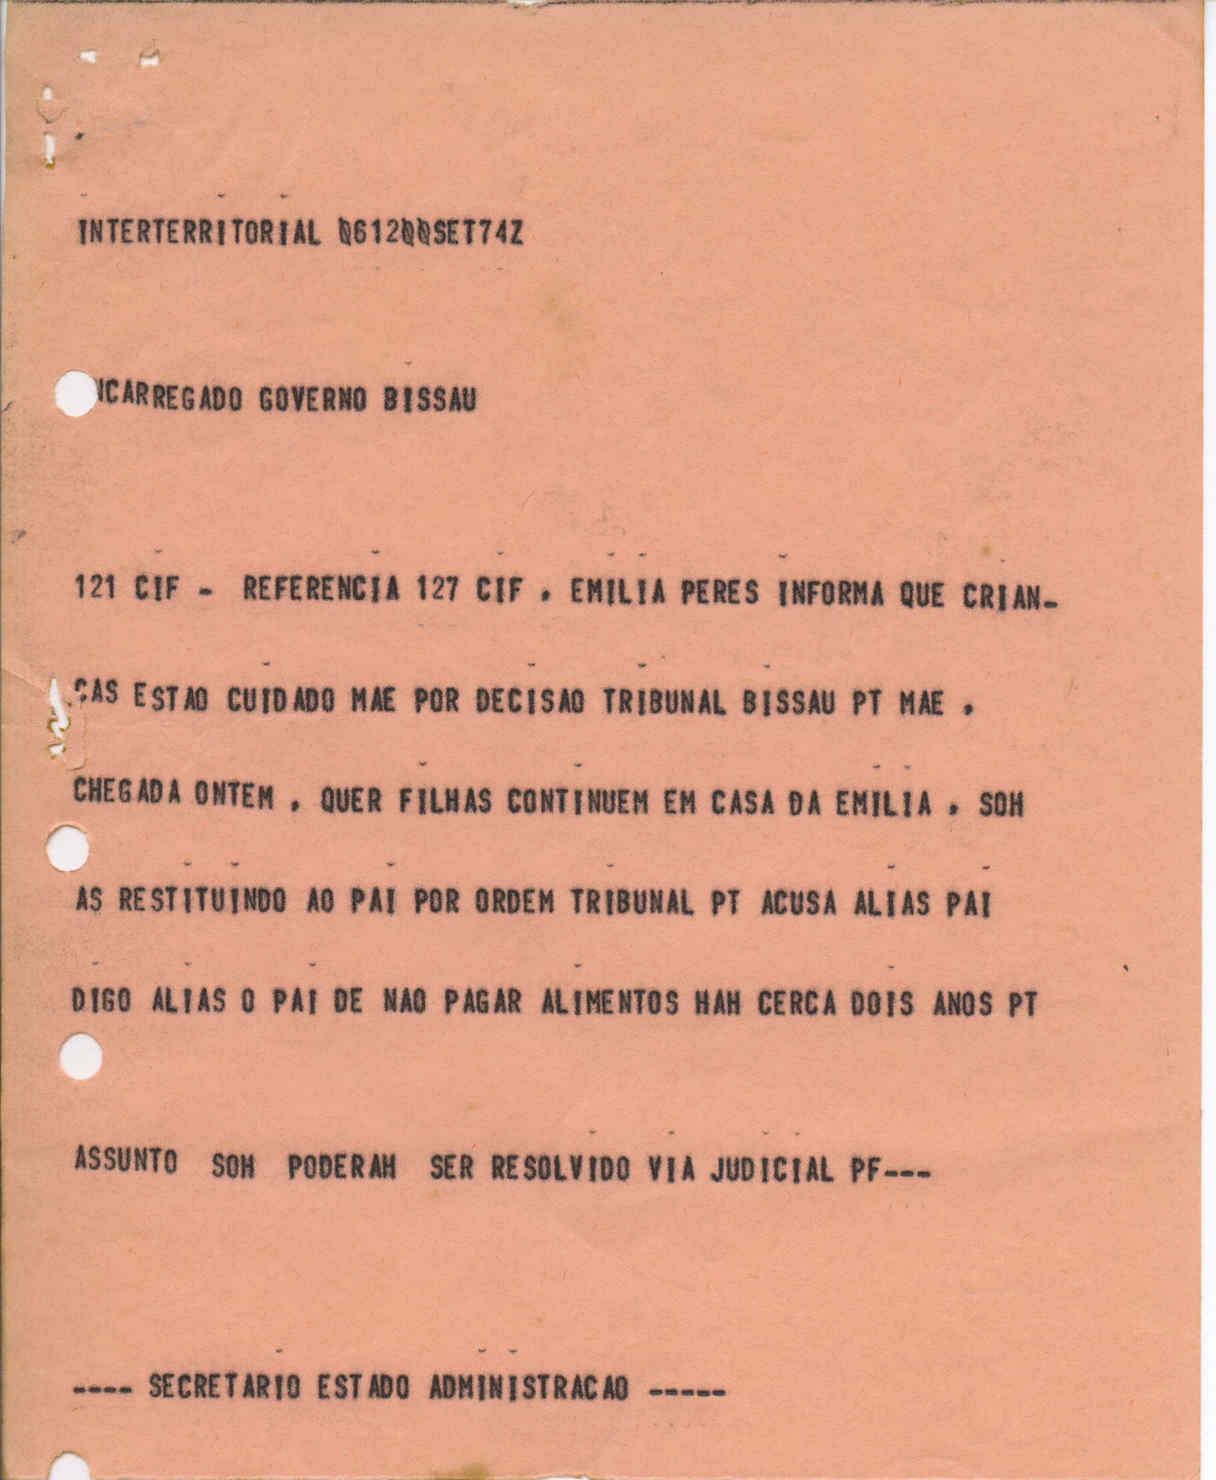 INTERTERRITORIAL 061200SET74Z
NCARREGADO GOVERNO BISSAU
121 CIF - REFERENCIA 127 CIF , EMILIA PERES INFORMA QUE CRIAN-
CAS ESTAO CUIDADO MAE POR DECISAO TRIBUNAL BISSAU PT MAE ,
CHEGADA ONTEM , QUER FILHAS CONTINUEM EM CASA DA EMILIA , SOH
AS RESTITUINDO AO PAI POR ORDEM TRIBUNAL PT ACUSA ALIAS PAI
DIGO ALIAS O PAI DE NAO PAGAR ALIMENTOS HAH CERCA DOIS ANOS PT
ASSUNTO SOH PODERAH SER RESOLVIDO VIA JUDICIAL PF---
---- SECRETARIO ESTADO ADMINISTRACAO -----